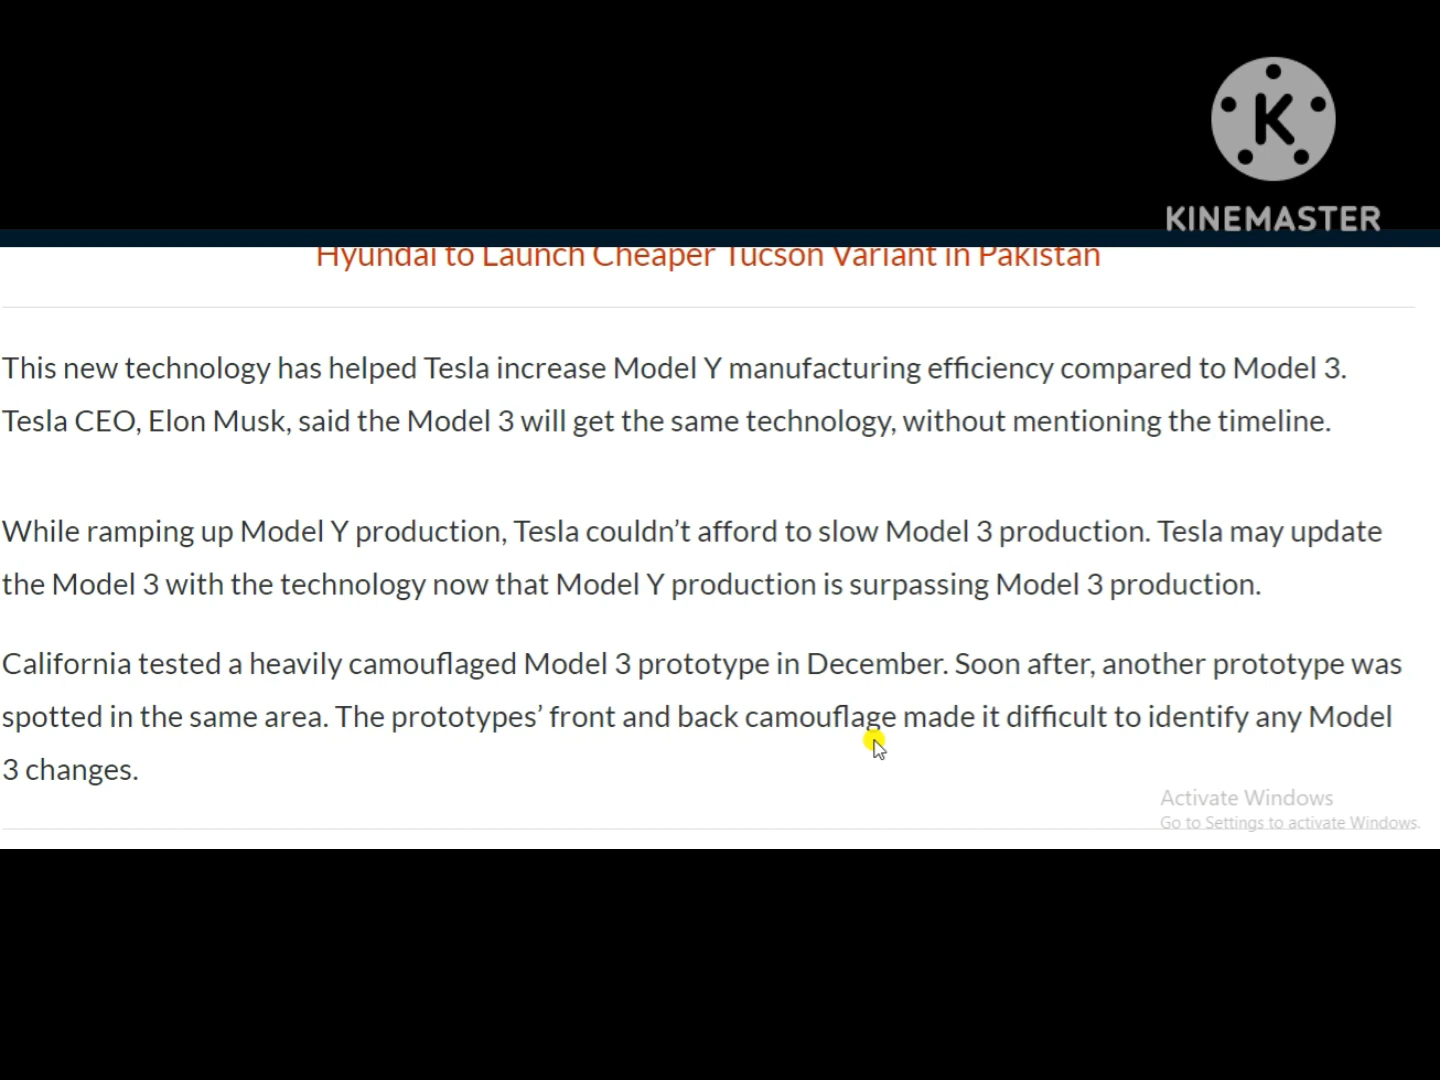 K
KINEMASTER
Hyundai to Launch Cheaper Tucson Variant in Pakistan
This new technology has helped Tesla increase Model Y manufacturing efficiency compared to Model 3.
Tesla CEO, Elon Musk, said the Model 3 will get the same technology, without mentioning the timeline.
While ramping up Model Y production, Tesla couldn’t afford to slow Model 3 production. Tesla may update
the Model 3 with the technology now that Model Y production is surpassing Model 3 production.
California tested a heavily camouflaged Model 3 prototype in December. Soon after, another prototype was
spotted in the same area. The prototypes’ front and back camouflage made it difficult to identify any Model
3 changes.
Activate Windows
Go to Settings to activate Windows.